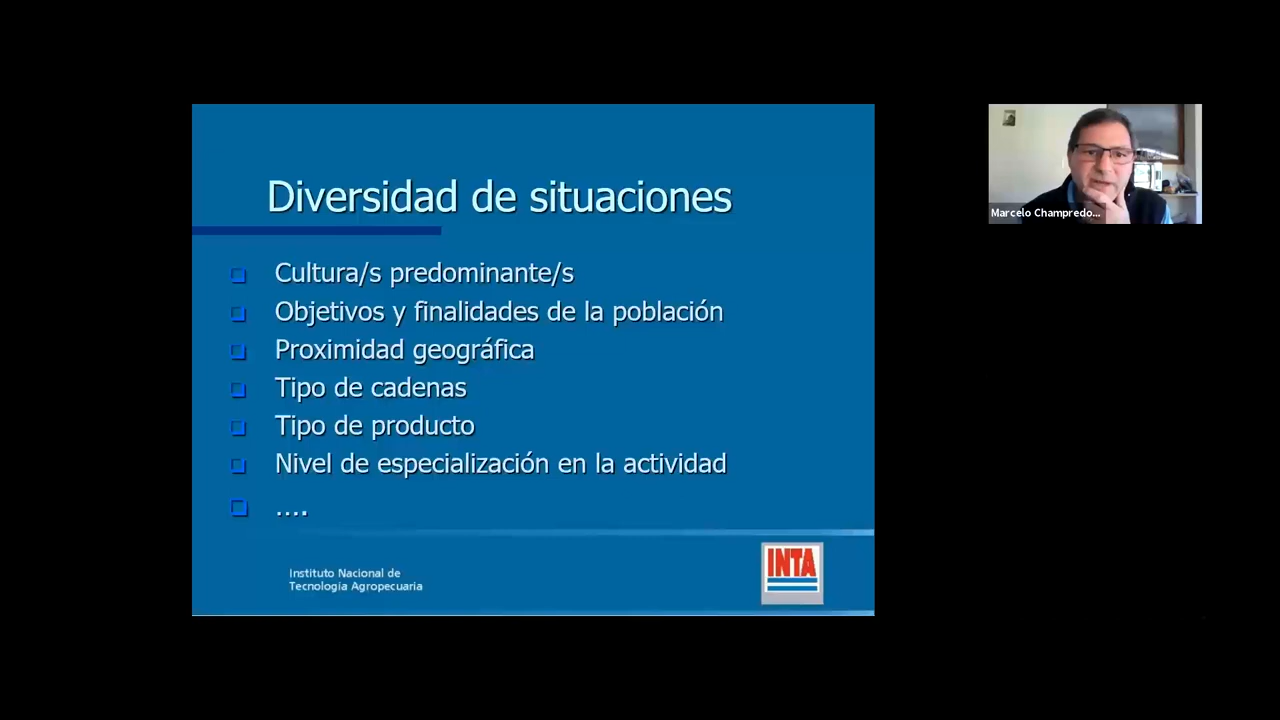 Diversidad de situaciones
Cultura/s predominante/s
Objetivos y finalidades de la población
Proximidad geográfica
Tipo de cadenas
Tipo de producto
Nivel de especialización en la actividad
....
Instituto Nacional de
Tecnología Agropecuaria
INTA
Marcelo Champredo...